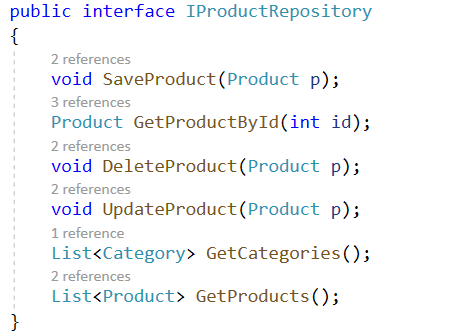 public interface IProductRepository
{
2 references
void SaveProduct(Product p);
3 references
Product GetProductById(int id);
2 references
void DeleteProduct(Product p);
2 references
void UpdateProduct(Product p);
1 reference
List<Category> GetCategories();
2 references
List<Product> GetProducts();
}